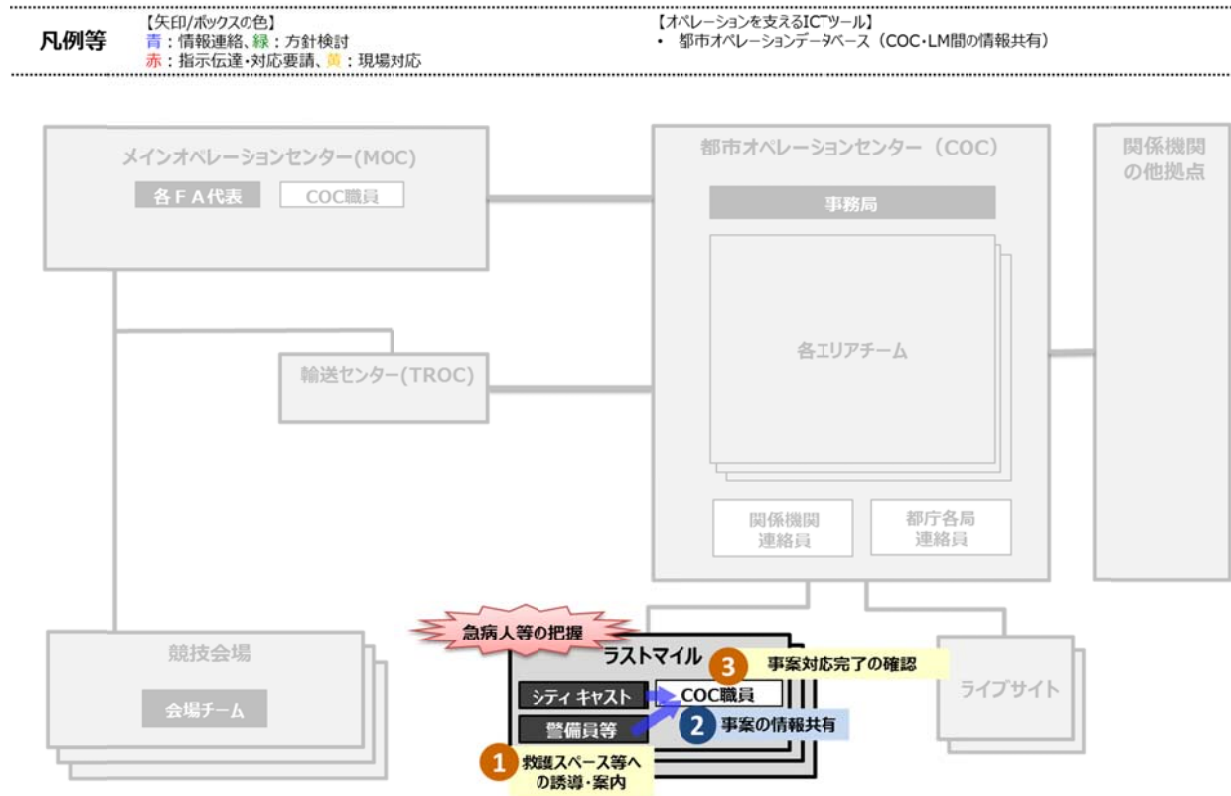 凡例等
【矢印/ボックスの色】
青：情報連絡、緑：方針検討
赤：指示伝達・対応要請、黄：現場対応
【オペレーションを支えるICTツール】
• 都市オペレーションデータベース（COC・LM間の情報共有）
メインオペレーションセンター(MOC)
各ＦＡ代表
COC職員
都市オペレーションセンター（COC）
事務局
各エリアチーム
関係機関
連絡員
都庁各局
連絡員
関係機関
の他拠点
輸送センター(TROC)
競技会場
会場チーム
急病人等の把握
ラストマイル
3 事案対応完了の確認
シティ キャスト
COC職員
警備員等
2 事案の情報共有
1 救護スペース等へ
の誘導・案内
ライブサイト